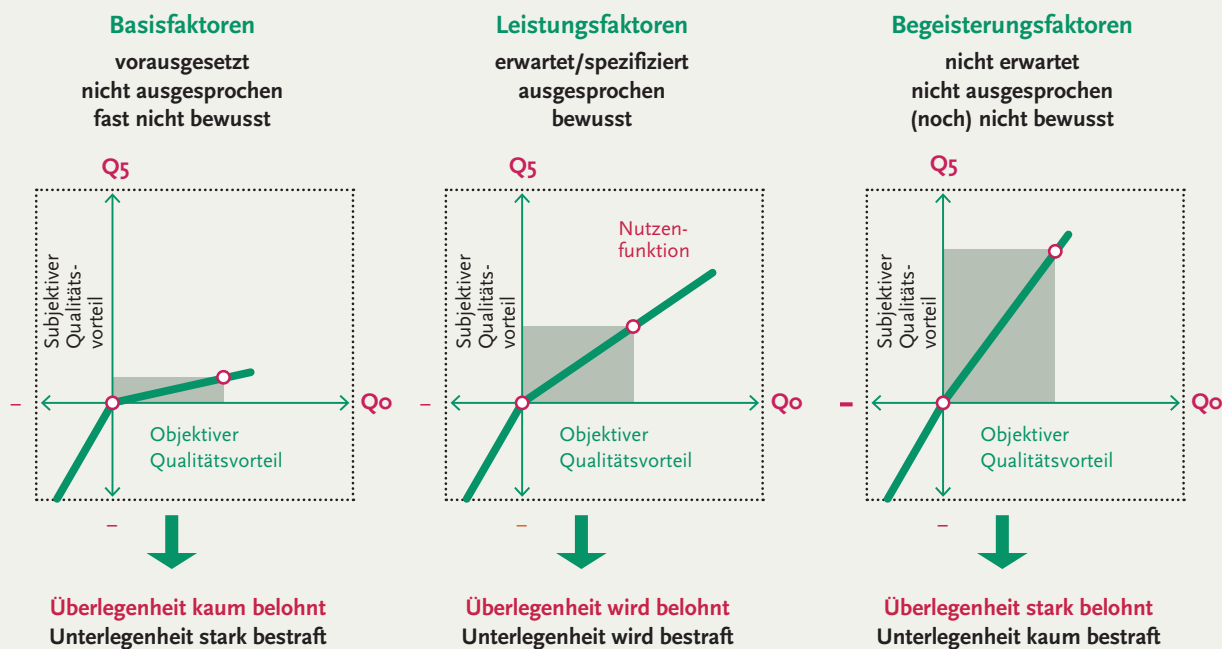 Basisfaktoren
vorausgesetzt
nicht ausgesprochen
fast nicht bewusst
Q5
Subjektiver
Qualitäts-
vorteil
–
Qo
Objektiver
Qualitätsvorteil
–
Überlegenheit kaum belohnt
Unterlegenheit stark bestraft
Leistungsfaktoren
erwartet/spezifiziert
ausgesprochen
bewusst
Q5
Nutzen-
funktion
Subjektiver
Qualitäts-
vorteil
–
Qo
Objektiver
Qualitätsvorteil
–
Überlegenheit wird belohnt
Unterlegenheit wird bestraft
Begeisterungsfaktoren
nicht erwartet
nicht ausgesprochen
(noch) nicht bewusst
Q5
Subjektiver
Qualitäts-
vorteil
–
Qo
Objektiver
Qualitätsvorteil
–
Überlegenheit stark belohnt
Unterlegenheit kaum bestraft